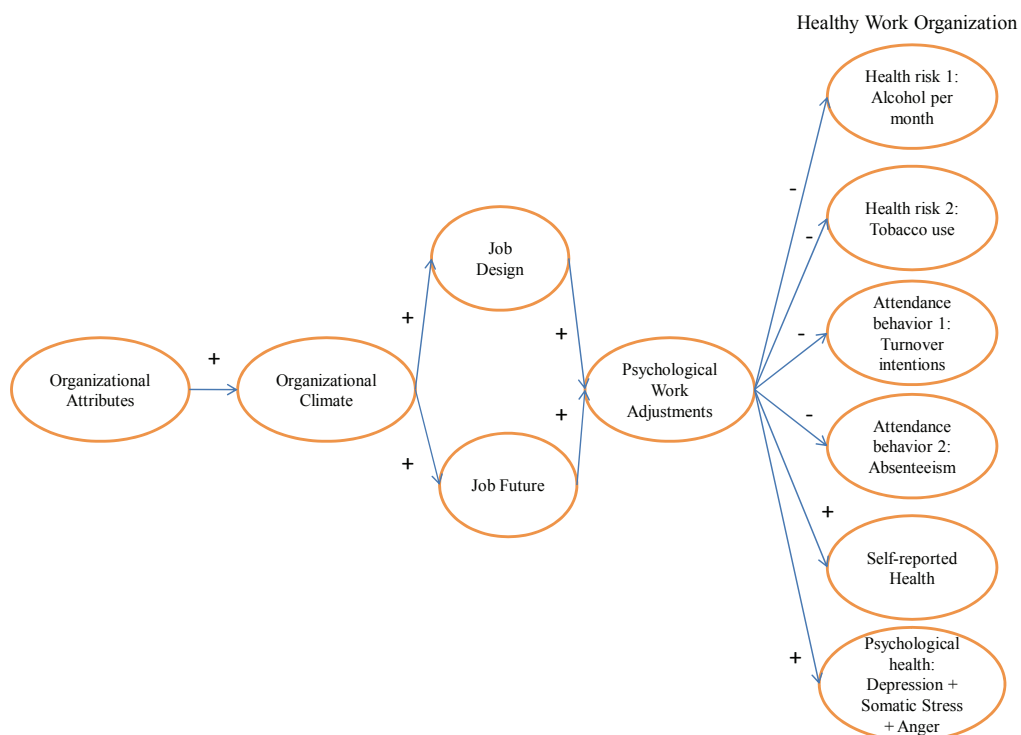 Healthy Work Organization
Health risk 1:
Alcohol per
month
-
Health risk 2:
Tobacco use
-
Job
Design
+
+
Attendance
behavior 1:
Turnover
intentions
-
Organizational
Attributes
+
Organizational
Climate
Psychological
Work
Adjustments
+
-
Attendance
behavior 2:
Absenteeism
+
Job Future
+
Self-reported
Health
+
Psychological
health:
Depression +
Somatic Stress
+ Anger